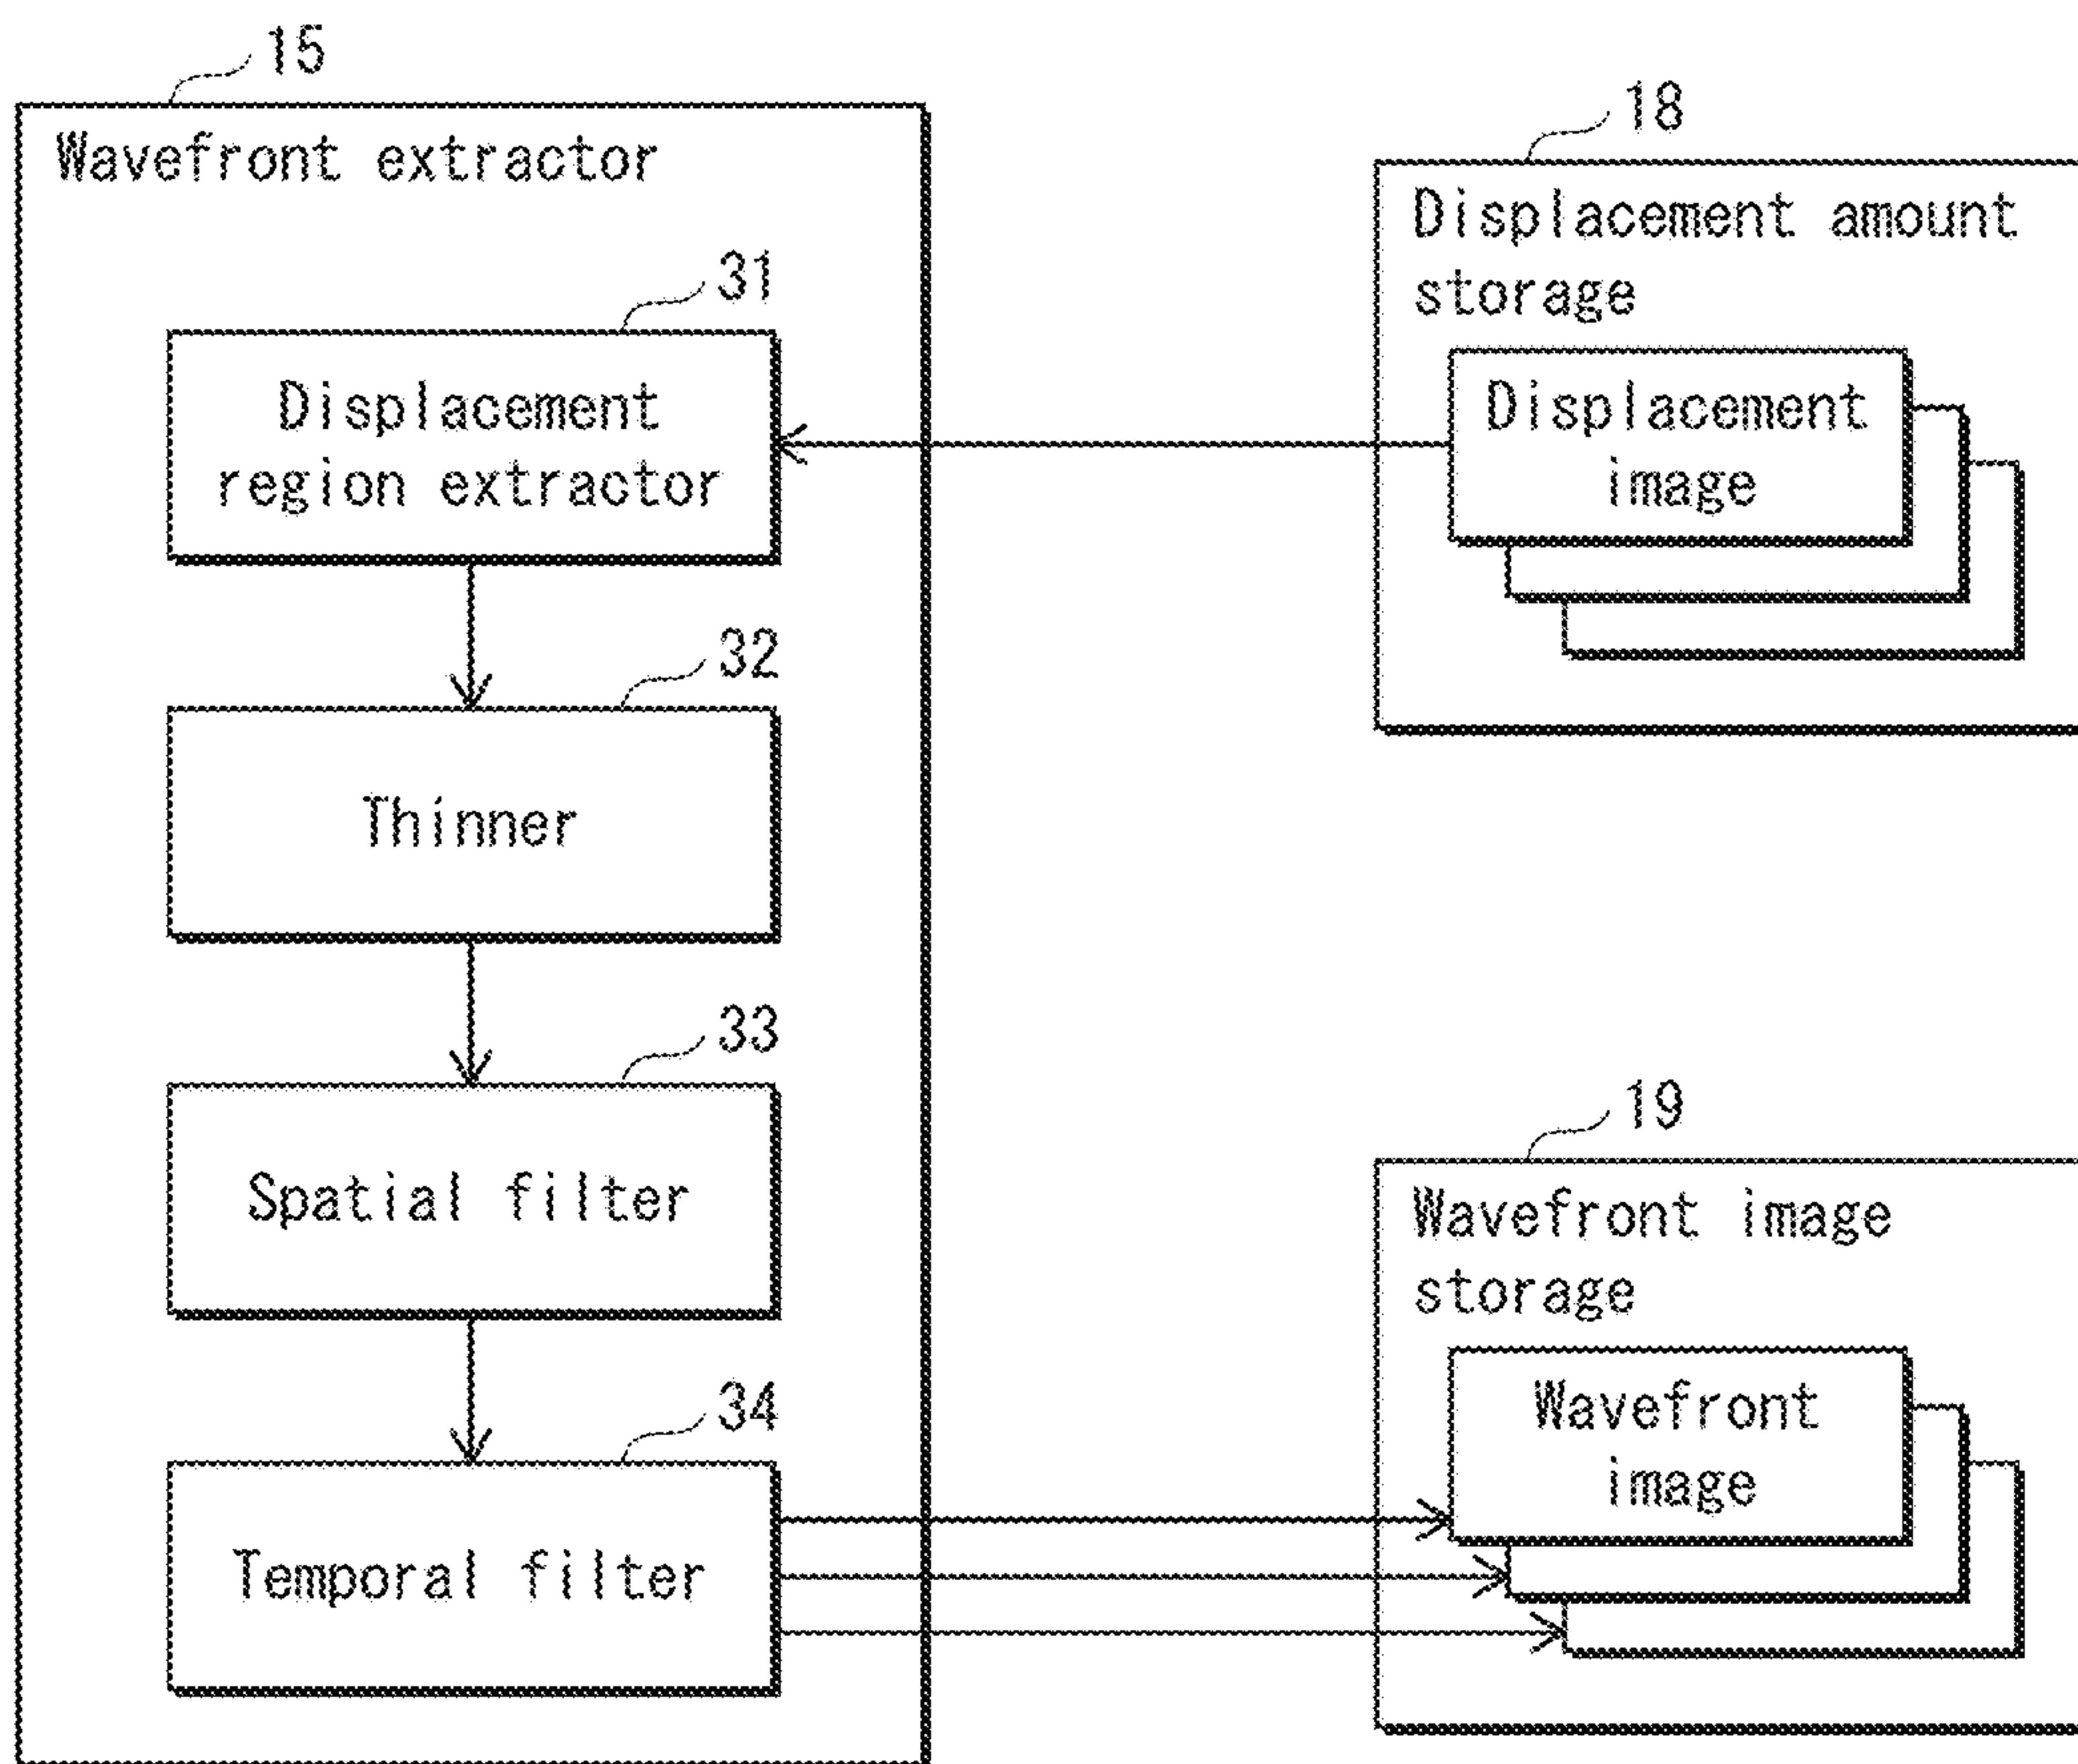 15
Wavefront extractor
31
Displacement
region extractor
32
Thinner
33
Spatial filter
34
Temporal filter
18
Displacement amount
storage
Displacement
image
19
Wavefront image
storage
Wavefront
image